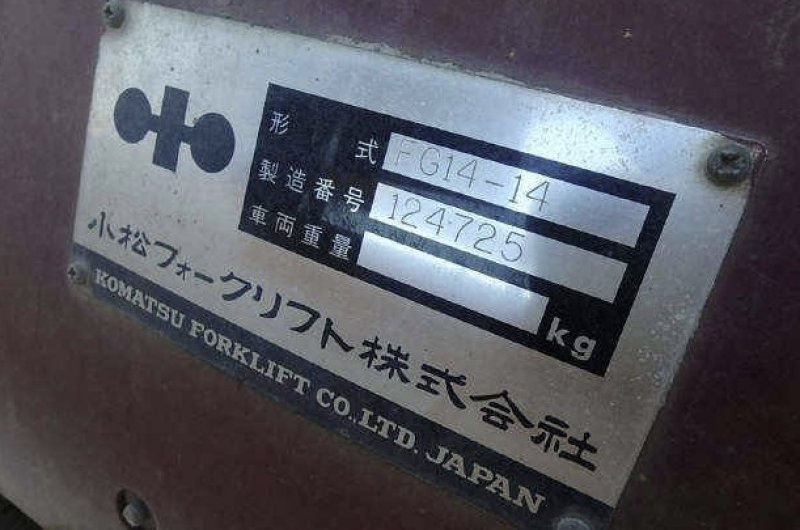 形式 FG14-14
製造番号 124725
車両重量 kg
小松フォークリフト株式会社
KOMATSU FORKLIFT CO.,LTD. JAPAN